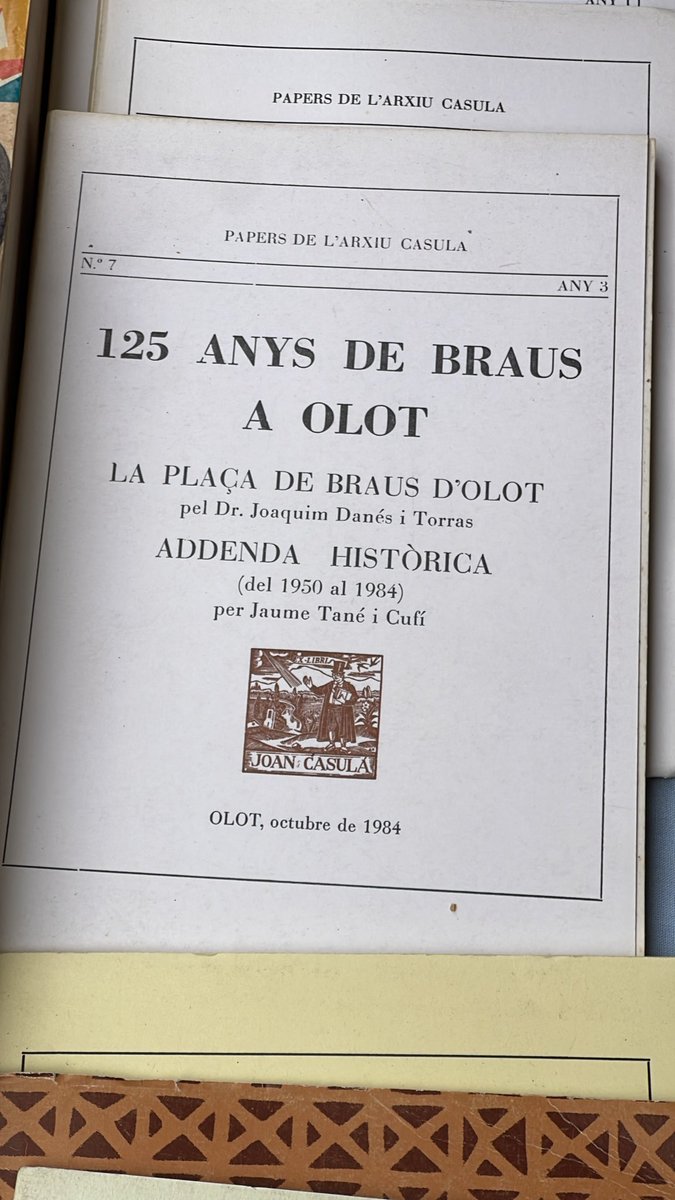 ANY 11
PAPERS DE L'ARXIU CASULA
PAPERS DE L'ARXIU CASULA
N.º 7
ANY 3
125 ANYS DE BRAUS
A OLOT
LA PLAÇA DE BRAUS D'OLOT
pel Dr. Joaquim Danés i Torras
ADDENDA HISTÒRICA
(del 1950 al 1984)
per Jaume Tané i Cufí
EX-LIBRIS
JOAN CASULA
OLOT, octubre de 1984